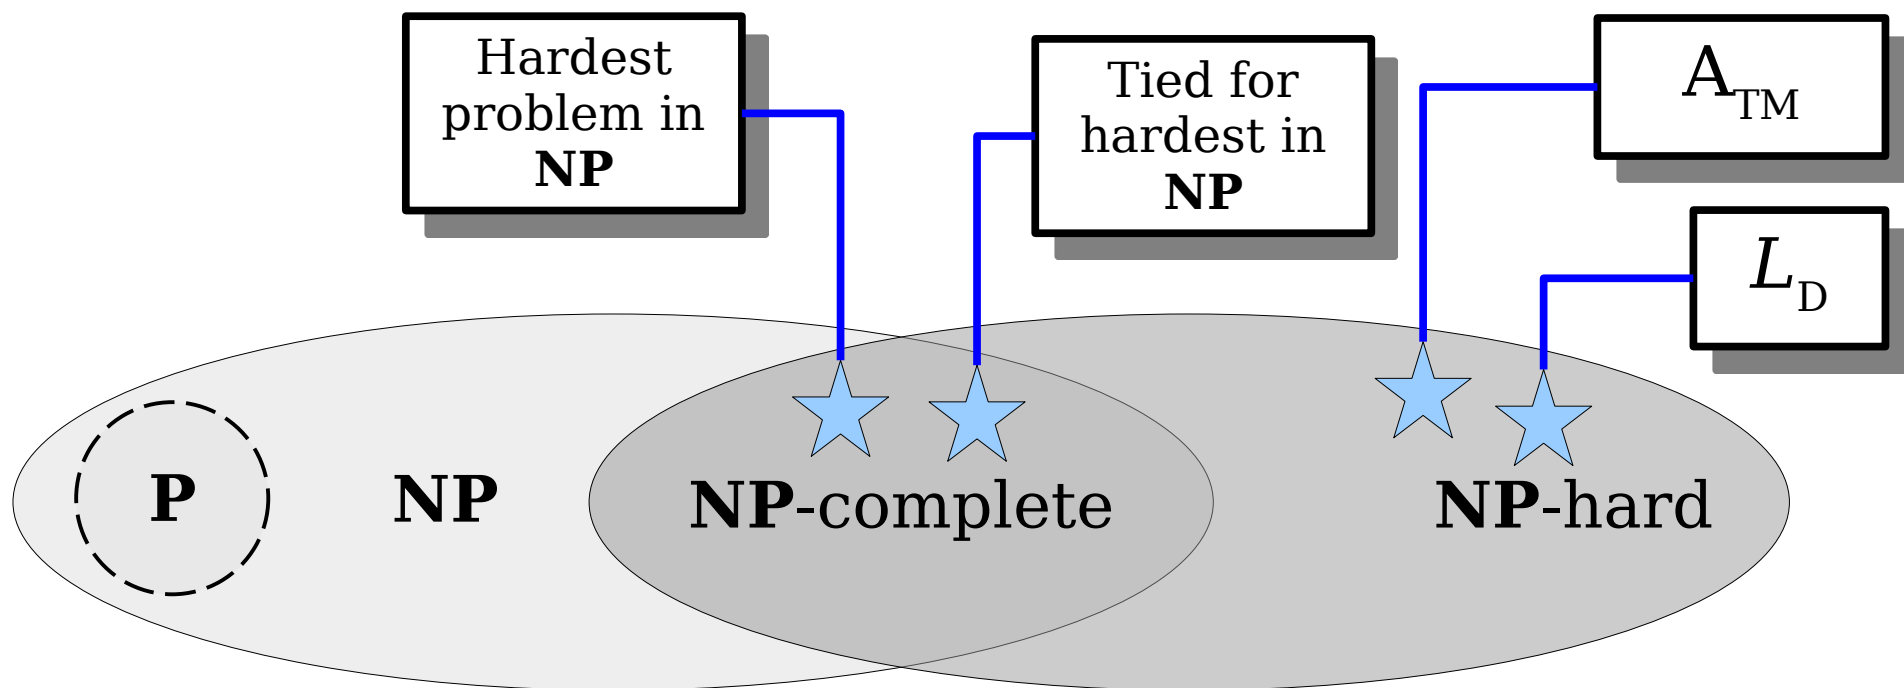 Hardest
problem in
NP
Tied for
hardest in
NP
A_TM
L_D
P
NP
NP-complete
NP-hard